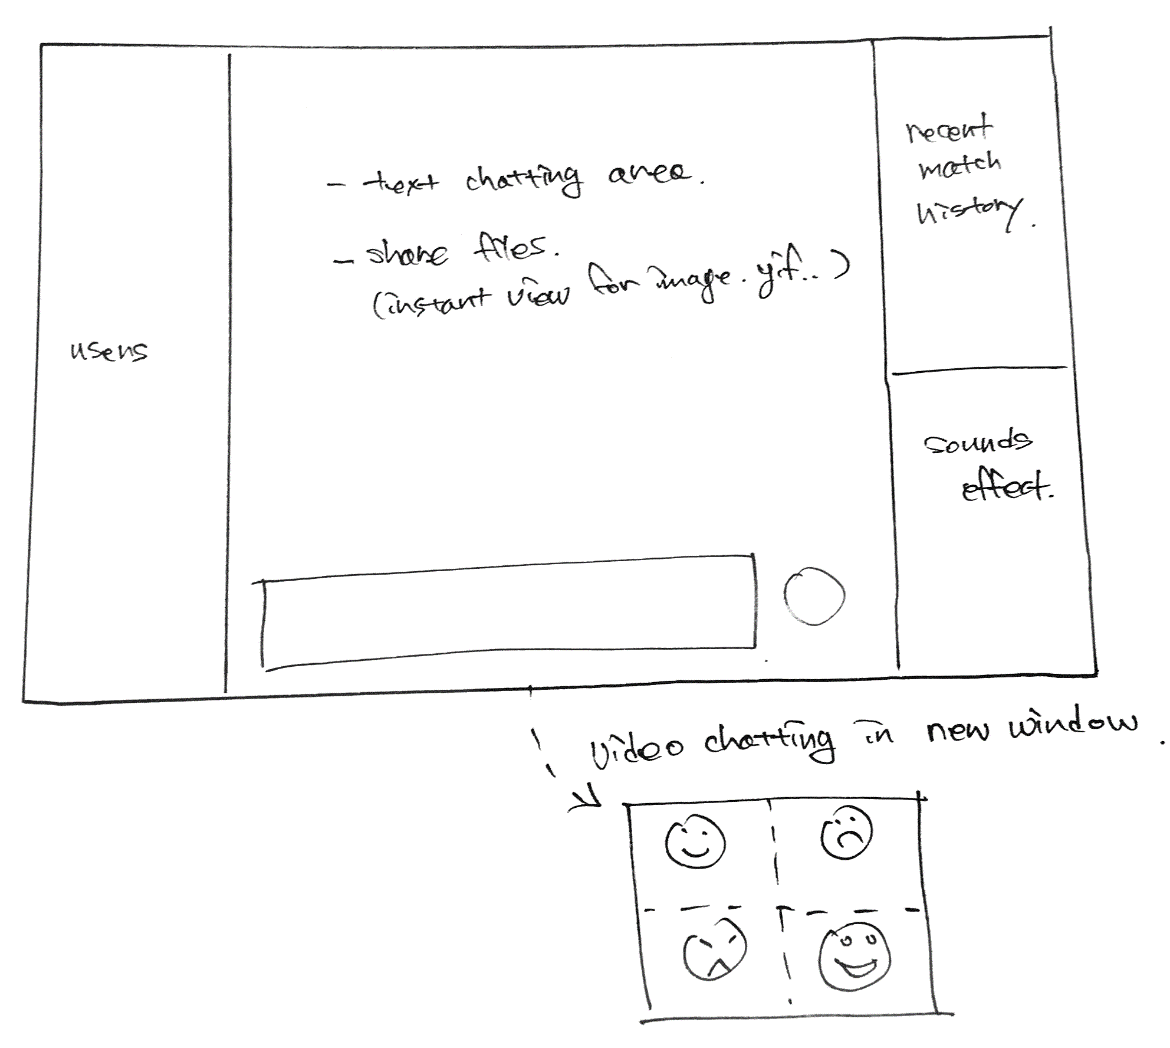 users
- text chatting area.
- share files.
(instant view for image. gif..)
recent
match
history.
sounds
effect.
video chatting in new window.